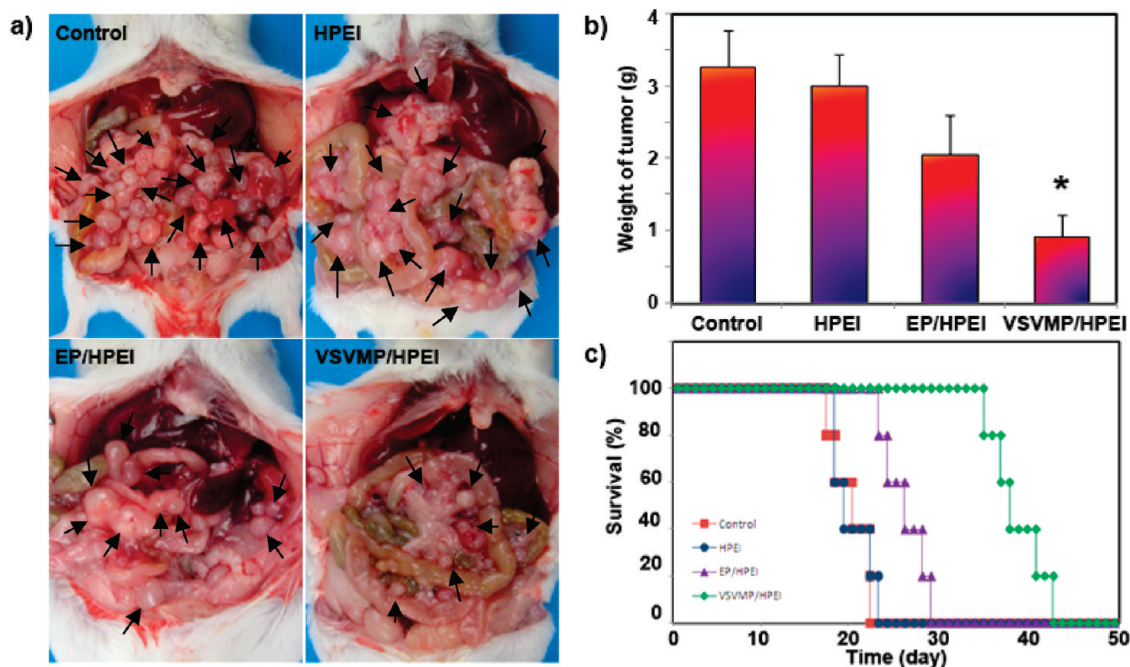 a)
Control
HPEI
EP/HPEI
VSVMP/HPEI
b)
Weight of tumor (g)
4
3
2
1
0
*
Control HPEI EP/HPEI VSVMP/HPEI
c)
Survival (%)
100
80
60
40
20
0
Control
HPEI
EP/HPEI
VSVMP/HPEI
0 10 20 30 40 50
Time (day)